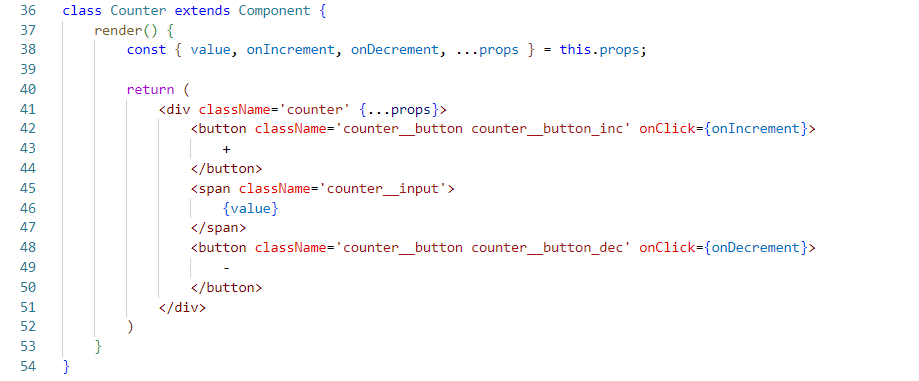 36 class Counter extends Component {
37     render() {
38         const { value, onIncrement, onDecrement, ...props } = this.props;
39
40         return (
41             <div className='counter' {...props}>
42                 <button className='counter__button counter__button_inc' onClick={onIncrement}>
43                     +
44                 </button>
45                 <span className='counter__input'>
46                     {value}
47                 </span>
48                 <button className='counter__button counter__button_dec' onClick={onDecrement}>
49                     -
50                 </button>
51             </div>
52         )
53     }
54 }